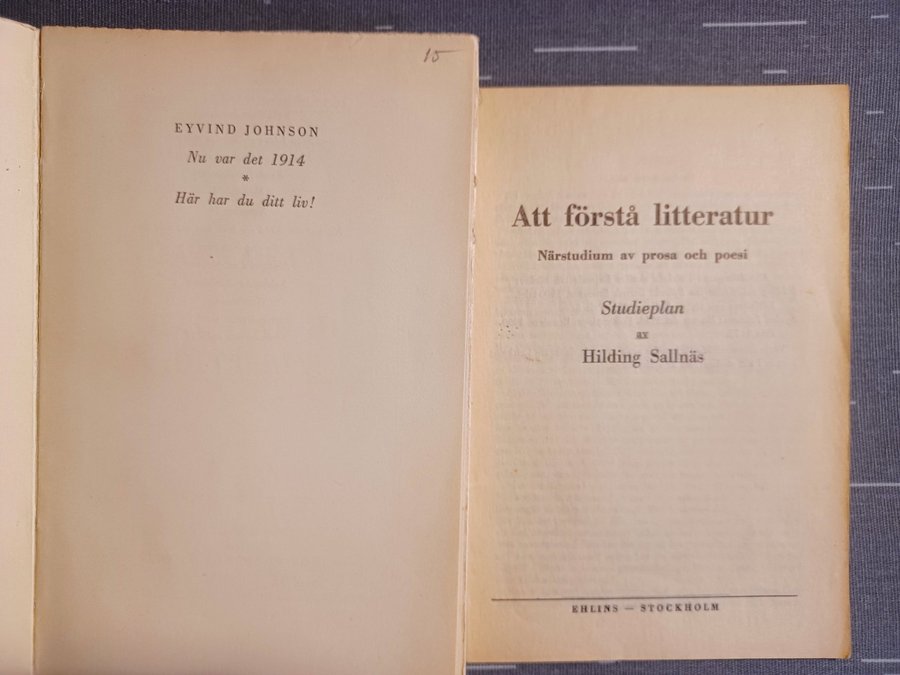 15
EYVIND JOHNSON
Nu var det 1914
*
Här har du ditt liv!
Att förstå litteratur
Närstudium av prosa och poesi
Studieplan
av
Hilding Sallnäs
EHLINS — STOCKHOLM